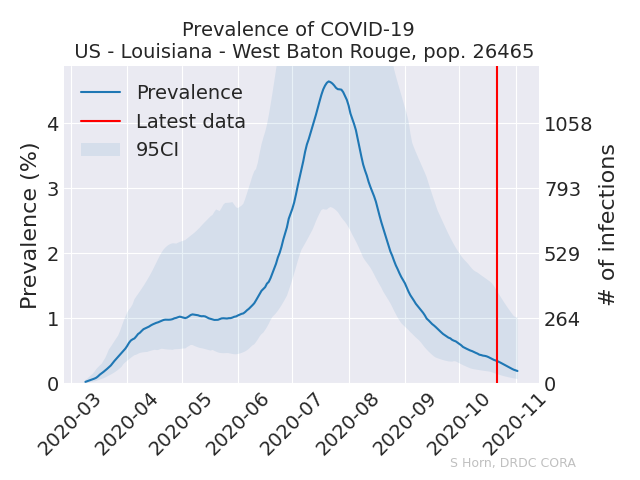 Prevalence of COVID-19
US - Louisiana - West Baton Rouge, pop. 26465
Prevalence
Latest data
95CI
Prevalence (%)
4
3
2
1
0
1058
793
529
264
0
# of infections
2020-03
2020-04
2020-05
2020-06
2020-07
2020-08
2020-09
2020-10
2020-11
S Horn, DRDC CORA